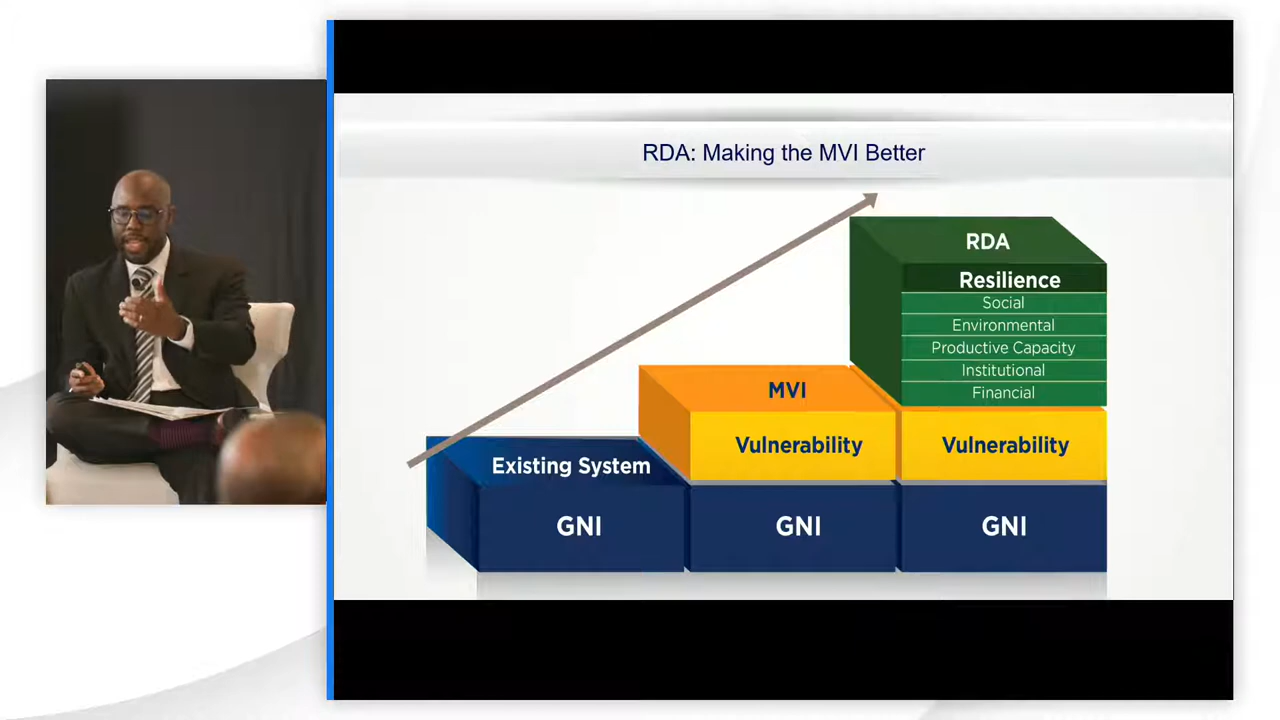 RDA: Making the MVI Better
RDA
Resilience
Social
Environmental
Productive Capacity
Institutional
Financial
MVI
Vulnerability
Vulnerability
Existing System
GNI
GNI
GNI